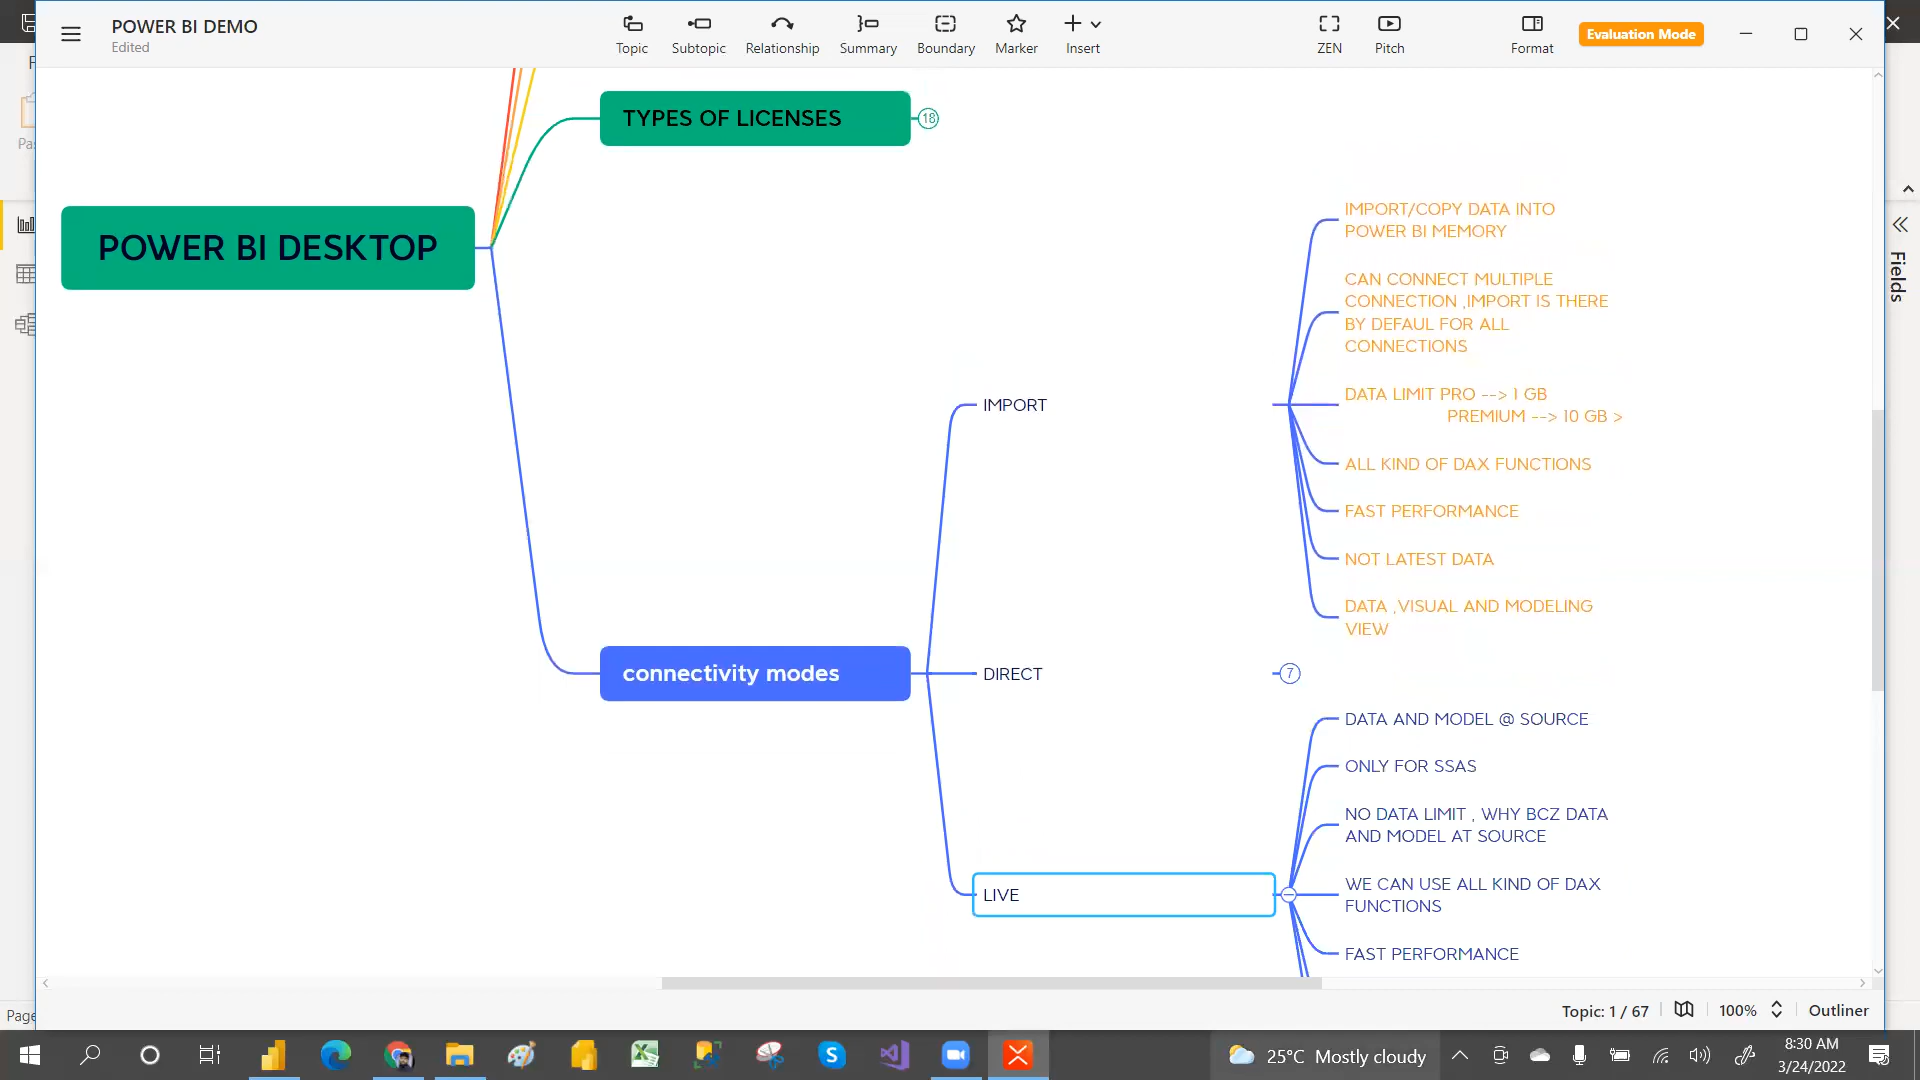 POWER BI DEMO
Edited
Topic
Subtopic
Relationship
Summary
Boundary
Marker
Insert
ZEN
Pitch
Format
Evaluation Mode
TYPES OF LICENSES
18
POWER BI DESKTOP
IMPORT/COPY DATA INTO
POWER BI MEMORY
CAN CONNECT MULTIPLE
CONNECTION ,IMPORT IS THERE
BY DEFAUL FOR ALL
CONNECTIONS
IMPORT
DATA LIMIT PRO --> 1 GB
PREMIUM --> 10 GB >
ALL KIND OF DAX FUNCTIONS
FAST PERFORMANCE
NOT LATEST DATA
DATA ,VISUAL AND MODELING
VIEW
connectivity modes
DIRECT
7
DATA AND MODEL @ SOURCE
ONLY FOR SSAS
NO DATA LIMIT , WHY BCZ DATA
AND MODEL AT SOURCE
LIVE
WE CAN USE ALL KIND OF DAX
FUNCTIONS
FAST PERFORMANCE
Fields
Page
Topic: 1 / 67
100%
Outliner
25°C Mostly cloudy
8:30 AM
3/24/2022